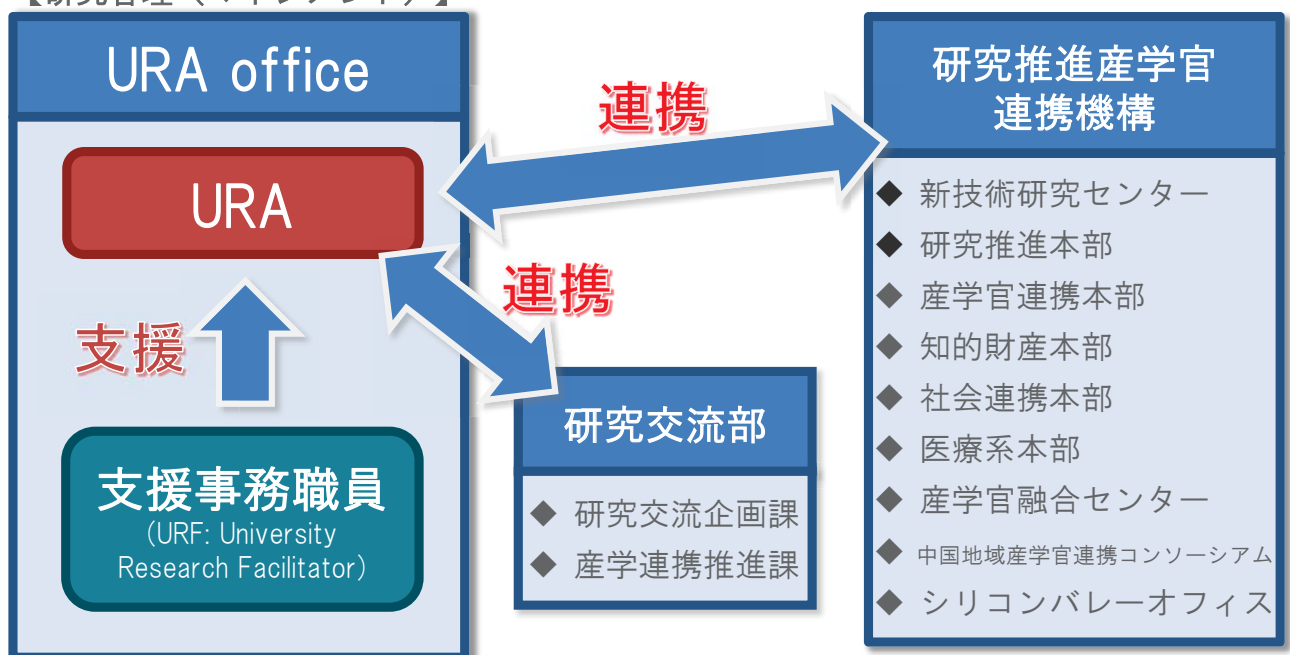 URA office
URA
支援
支援事務職員
(URF: University
Research Facilitator)
連携
連携
研究交流部
◆ 研究交流企画課
◆ 産学連携推進課
研究推進産学官
連携機構
◆ 新技術研究センター
◆ 研究推進本部
◆ 産学官連携本部
◆ 知的財産本部
◆ 社会連携本部
◆ 医療系本部
◆ 産学官融合センター
◆ 中国地域産学官連携コンソーシアム
◆ シリコンバレーオフィス